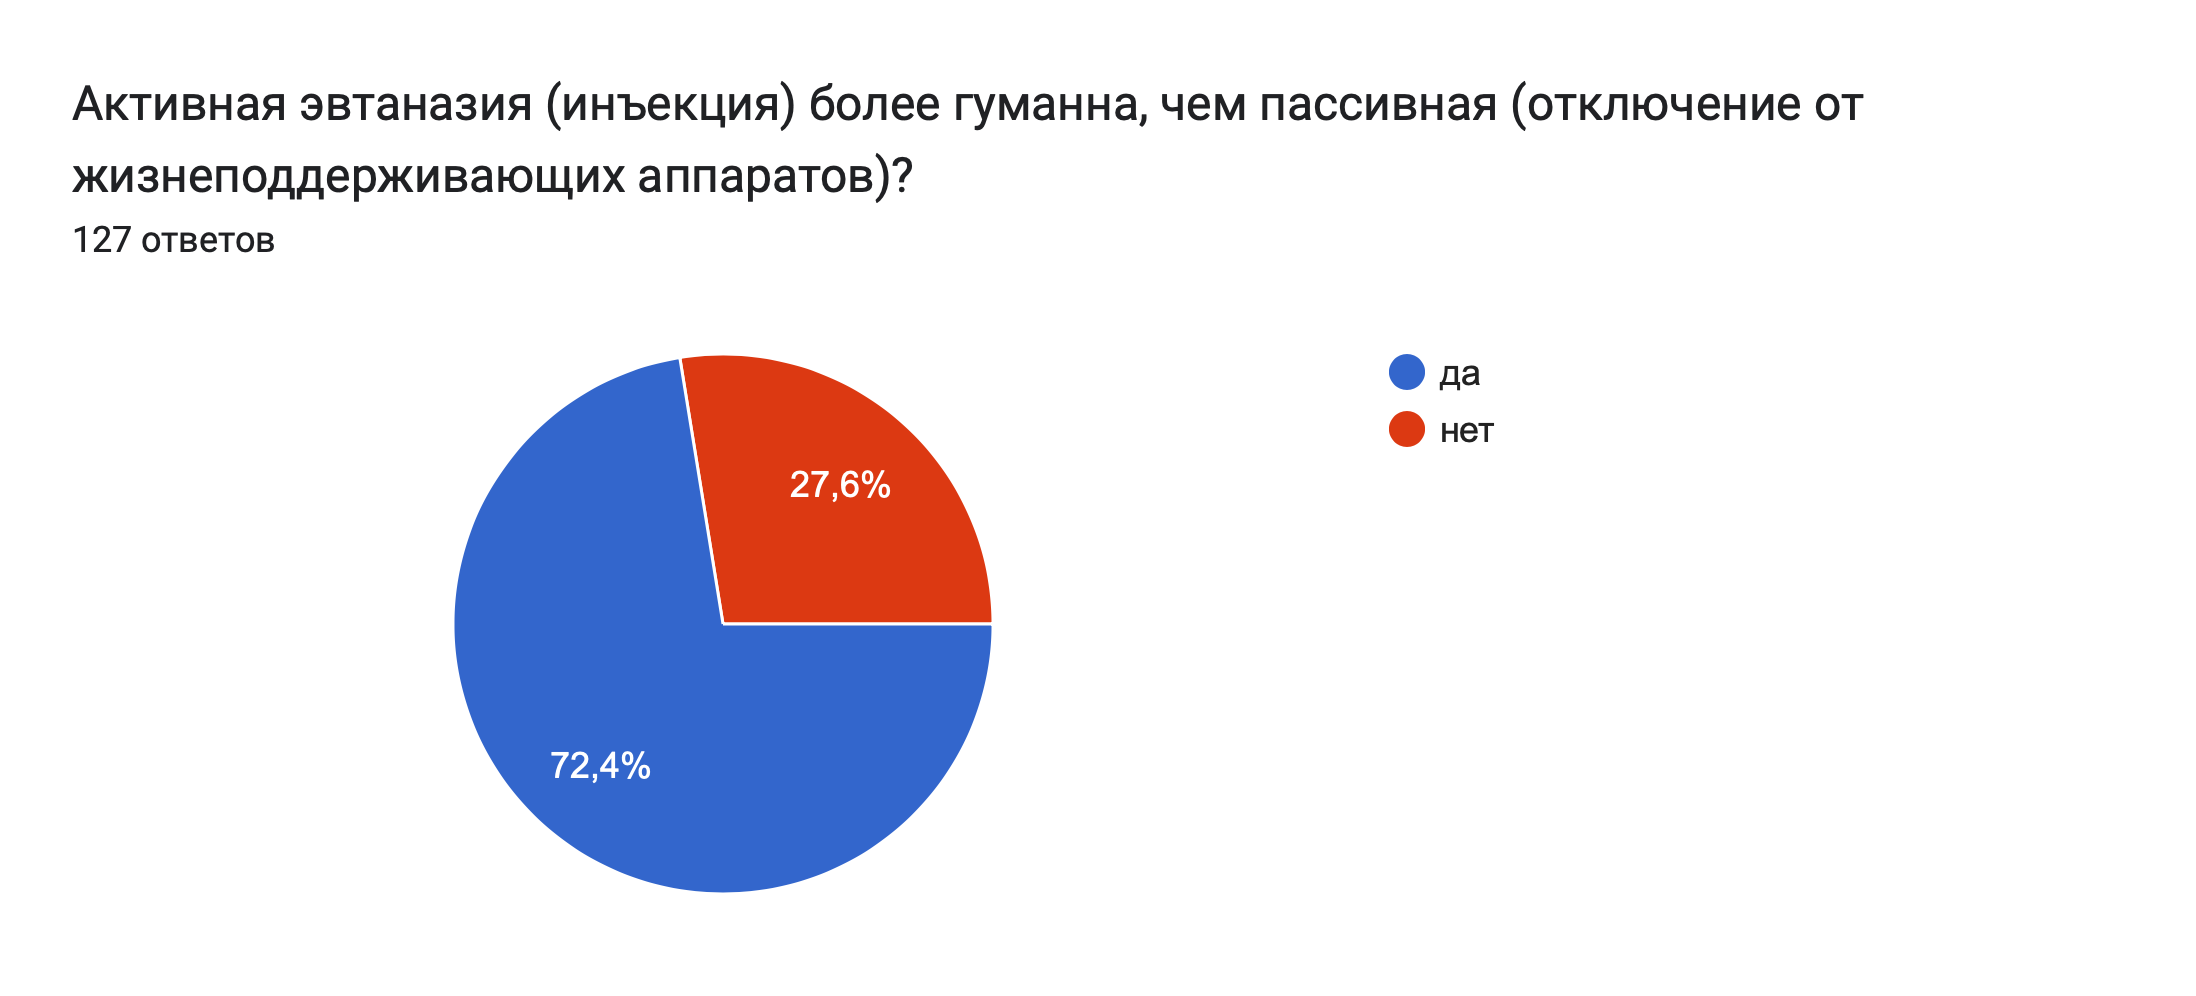 Активная эвтаназия (инъекция) более гуманна, чем пассивная (отключение от
жизнеподдерживающих аппаратов)?
127 ответов
да
нет
27,6%
72,4%